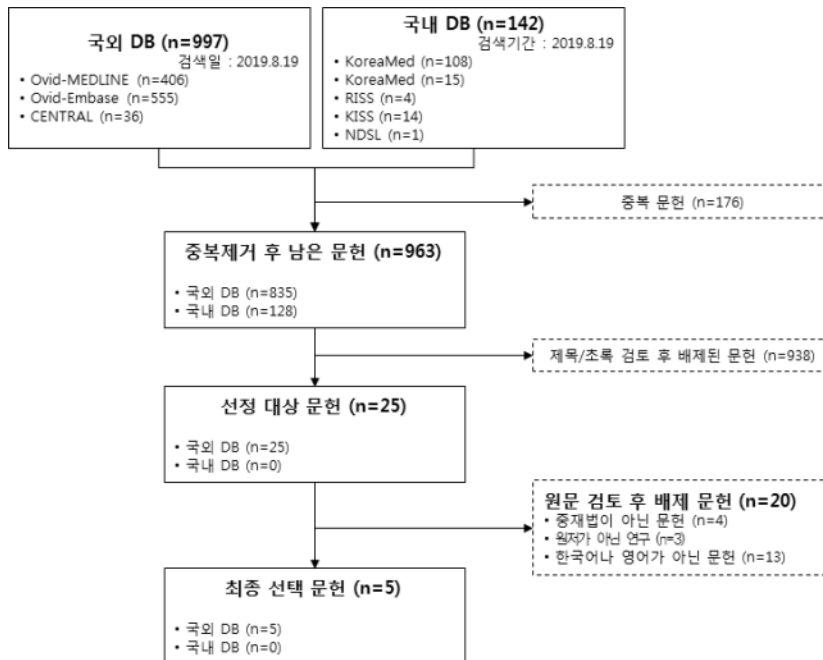 국외 DB (n=997)
검색일 : 2019.8.19
• Ovid-MEDLINE (n=406)
• Ovid-Embase (n=555)
• CENTRAL (n=36)
국내 DB (n=142)
검색기간 : 2019.8.19
• KoreaMed (n=108)
• KoreaMed (n=15)
• RISS (n=4)
• KISS (n=14)
• NDSL (n=1)
중복 문헌 (n=176)
중복제거 후 남은 문헌 (n=963)
• 국외 DB (n=835)
• 국내 DB (n=128)
제목/초록 검토 후 배제된 문헌 (n=938)
선정 대상 문헌 (n=25)
• 국외 DB (n=25)
• 국내 DB (n=0)
원문 검토 후 배제 문헌 (n=20)
• 중재법이 아닌 문헌 (n=4)
• 원저가 아닌 연구 (n=3)
• 한국어나 영어가 아닌 문헌 (n=13)
최종 선택 문헌 (n=5)
• 국외 DB (n=5)
• 국내 DB (n=0)